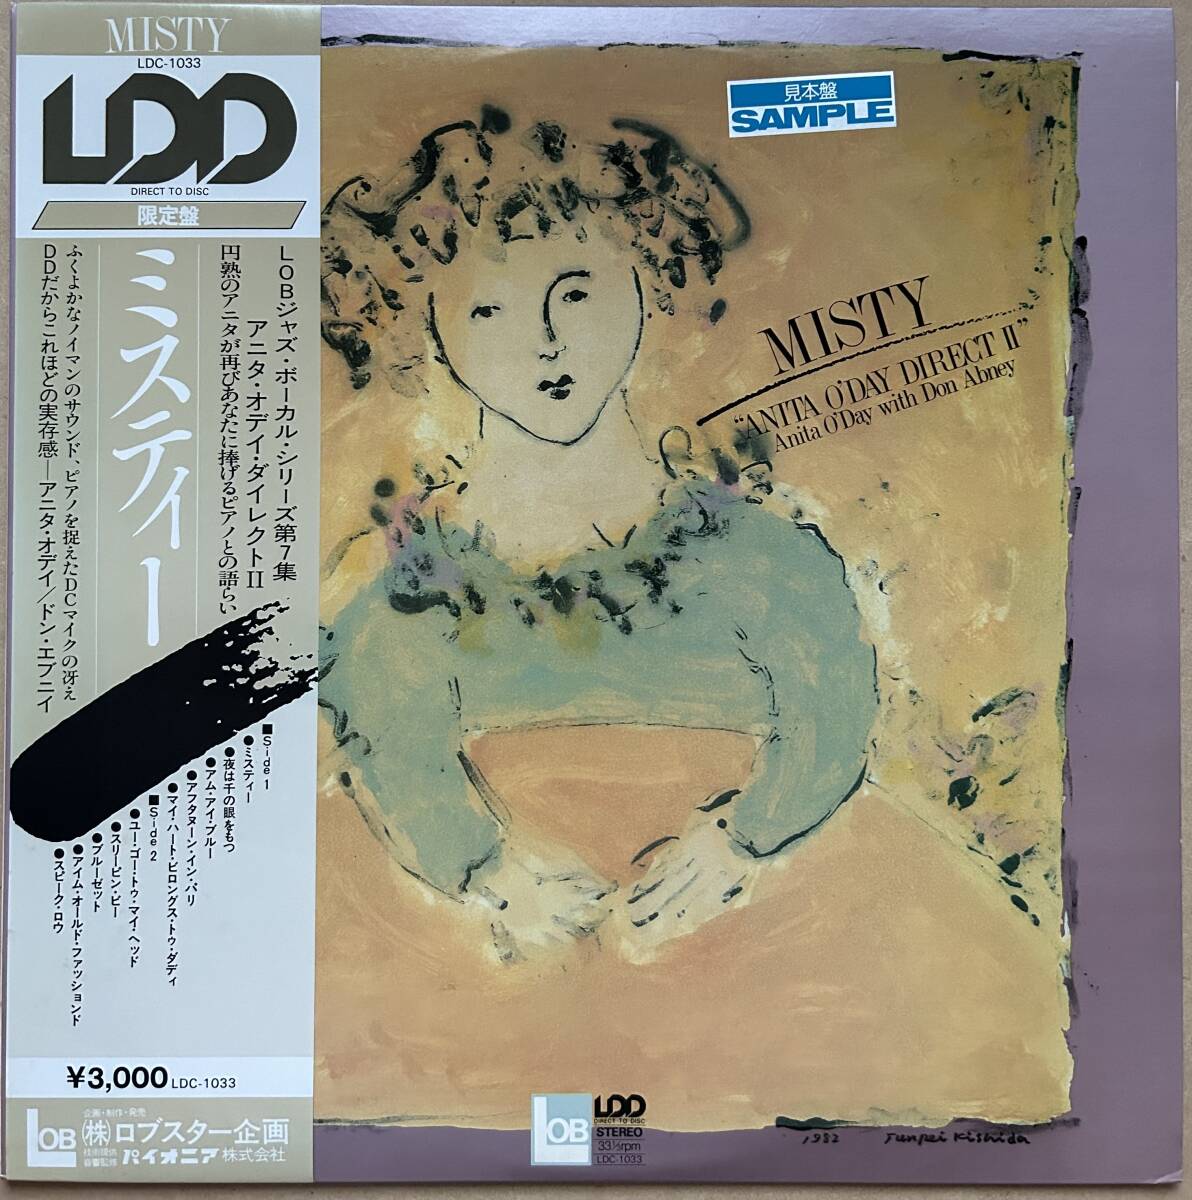 MISTY
LDC-1033
LDD
DIRECT TO DISC
限定盤
LOBジャズ・ボーカル・シリーズ第7集
アニタ・オデイ・ダイレクトII
円熟のアニタが再びあなたに捧げるピアノとの語らい
ミスティー
ふくよかなノイマンのサウンド、ピアノを捉えたDCマイクの冴え
DDだからこれほどの実存感—アニタ・オデイ/ドン・エブニイ
■Side 1
●ミスティー
●夜は千の眼をもつ
●アム・アイ・ブルー
●アフタヌーン・イン・パリ
●マイ・ハート・ビロングス・トゥ・ダディ
■Side 2
●ユー・ゴー・トゥ・マイ・ヘッド
●スリーピン・ビー
●ブルーゼット
●アイム・オールド・ファッションド
●スピーク・ロウ
¥3,000 LDC-1033
LOB
企画・制作・発売
(株)ロブスター企画
技術提供
音響監修
パイオニア株式会社
見本盤
SAMPLE
MISTY
"ANITA O'DAY DIRECT II"
Anita O'Day with Don Abney
LOB
LDD
DIRECT TO DISC
STEREO
33⅓rpm
LDC-1033
1982 Junpei Kishida